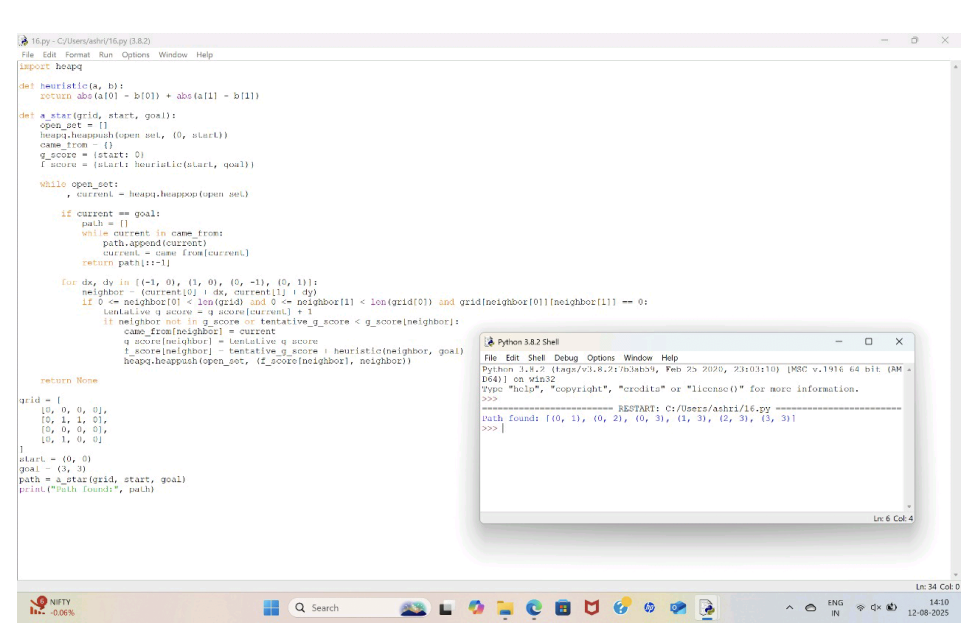 16.py - C:/Users/ashri/16.py (3.8.2)
File Edit Format Run Options Window Help
import heapq
def heuristic(a, b):
    return abs(a[0] - b[0]) + abs(a[1] - b[1])
def a_star(grid, start, goal):
    open_set = []
    heapq.heappush(open_set, (0, start))
    came_from = {}
    g_score = {start: 0}
    f_score = {start: heuristic(start, goal)}
    while open_set:
        _, current = heapq.heappop(open_set)
        if current == goal:
            path = []
            while current in came_from:
                path.append(current)
                current = came_from[current]
            return path[::-1]
        for dx, dy in [(-1, 0), (1, 0), (0, -1), (0, 1)]:
            neighbor = (current[0] + dx, current[1] + dy)
            if 0 <= neighbor[0] < len(grid) and 0 <= neighbor[1] < len(grid[0]) and grid[neighbor[0]][neighbor[1]] == 0:
                tentative_g_score = g_score[current] + 1
                if neighbor not in g_score or tentative_g_score < g_score[neighbor]:
                    came_from[neighbor] = current
                    g_score[neighbor] = tentative_g_score
                    f_score[neighbor] = tentative_g_score + heuristic(neighbor, goal)
                    heapq.heappush(open_set, (f_score[neighbor], neighbor))
    return None
grid = [
    [0, 0, 0, 0],
    [0, 1, 1, 0],
    [0, 0, 0, 0],
    [0, 1, 0, 0]
]
start = (0, 0)
goal = (3, 3)
path = a_star(grid, start, goal)
print("Path found:", path)
Python 3.8.2 Shell
File Edit Shell Debug Options Window Help
Python 3.8.2 (tags/v3.8.2:7b3ab59, Feb 25 2020, 23:03:10) [MSC v.1916 64 bit (AM
D64)] on win32
Type "help", "copyright", "credits" or "license()" for more information.
>>>
========================= RESTART: C:/Users/ashri/16.py =========================
Path found: [(0, 1), (0, 2), (0, 3), (1, 3), (2, 3), (3, 3)]
>>>
Ln: 6 Col: 4
Ln: 34 Col: 0
6
NIFTY
-0.06%
Search
ENG
IN
14:10
12-08-2025